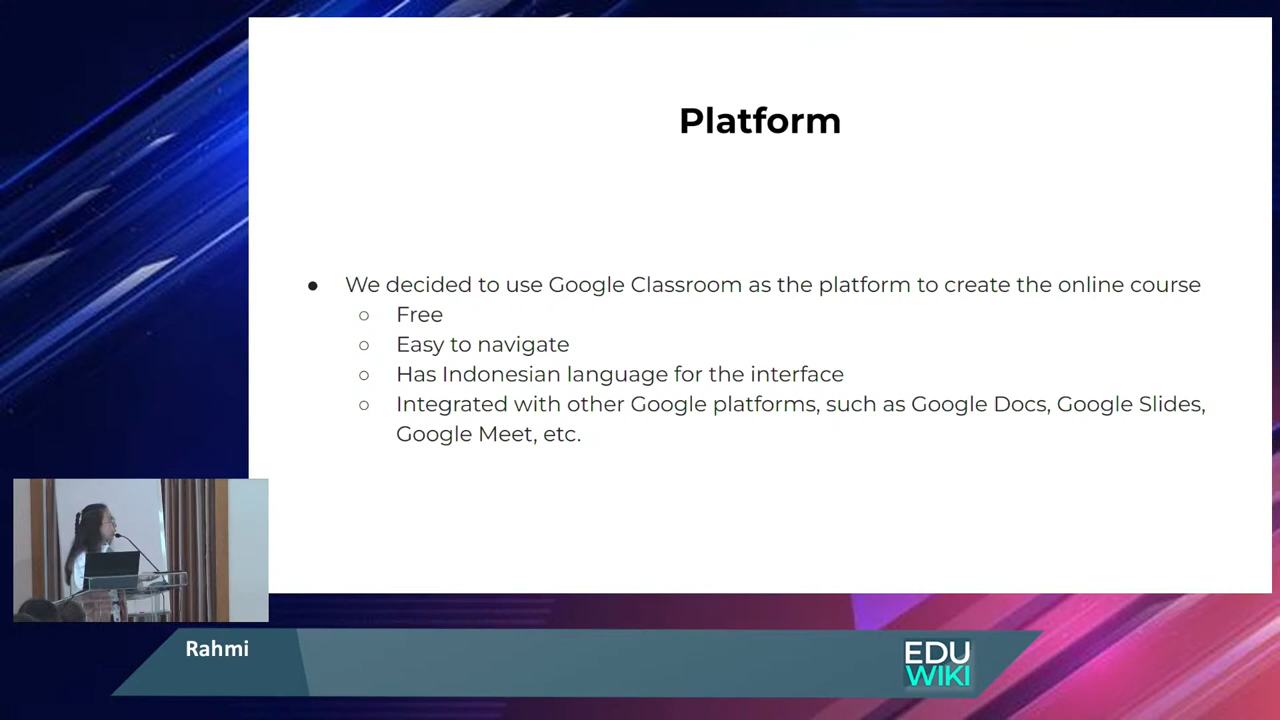 Platform
● We decided to use Google Classroom as the platform to create the online course
○ Free
○ Easy to navigate
○ Has Indonesian language for the interface
○ Integrated with other Google platforms, such as Google Docs, Google Slides,
Google Meet, etc.
Rahmi
EDU
WIKI